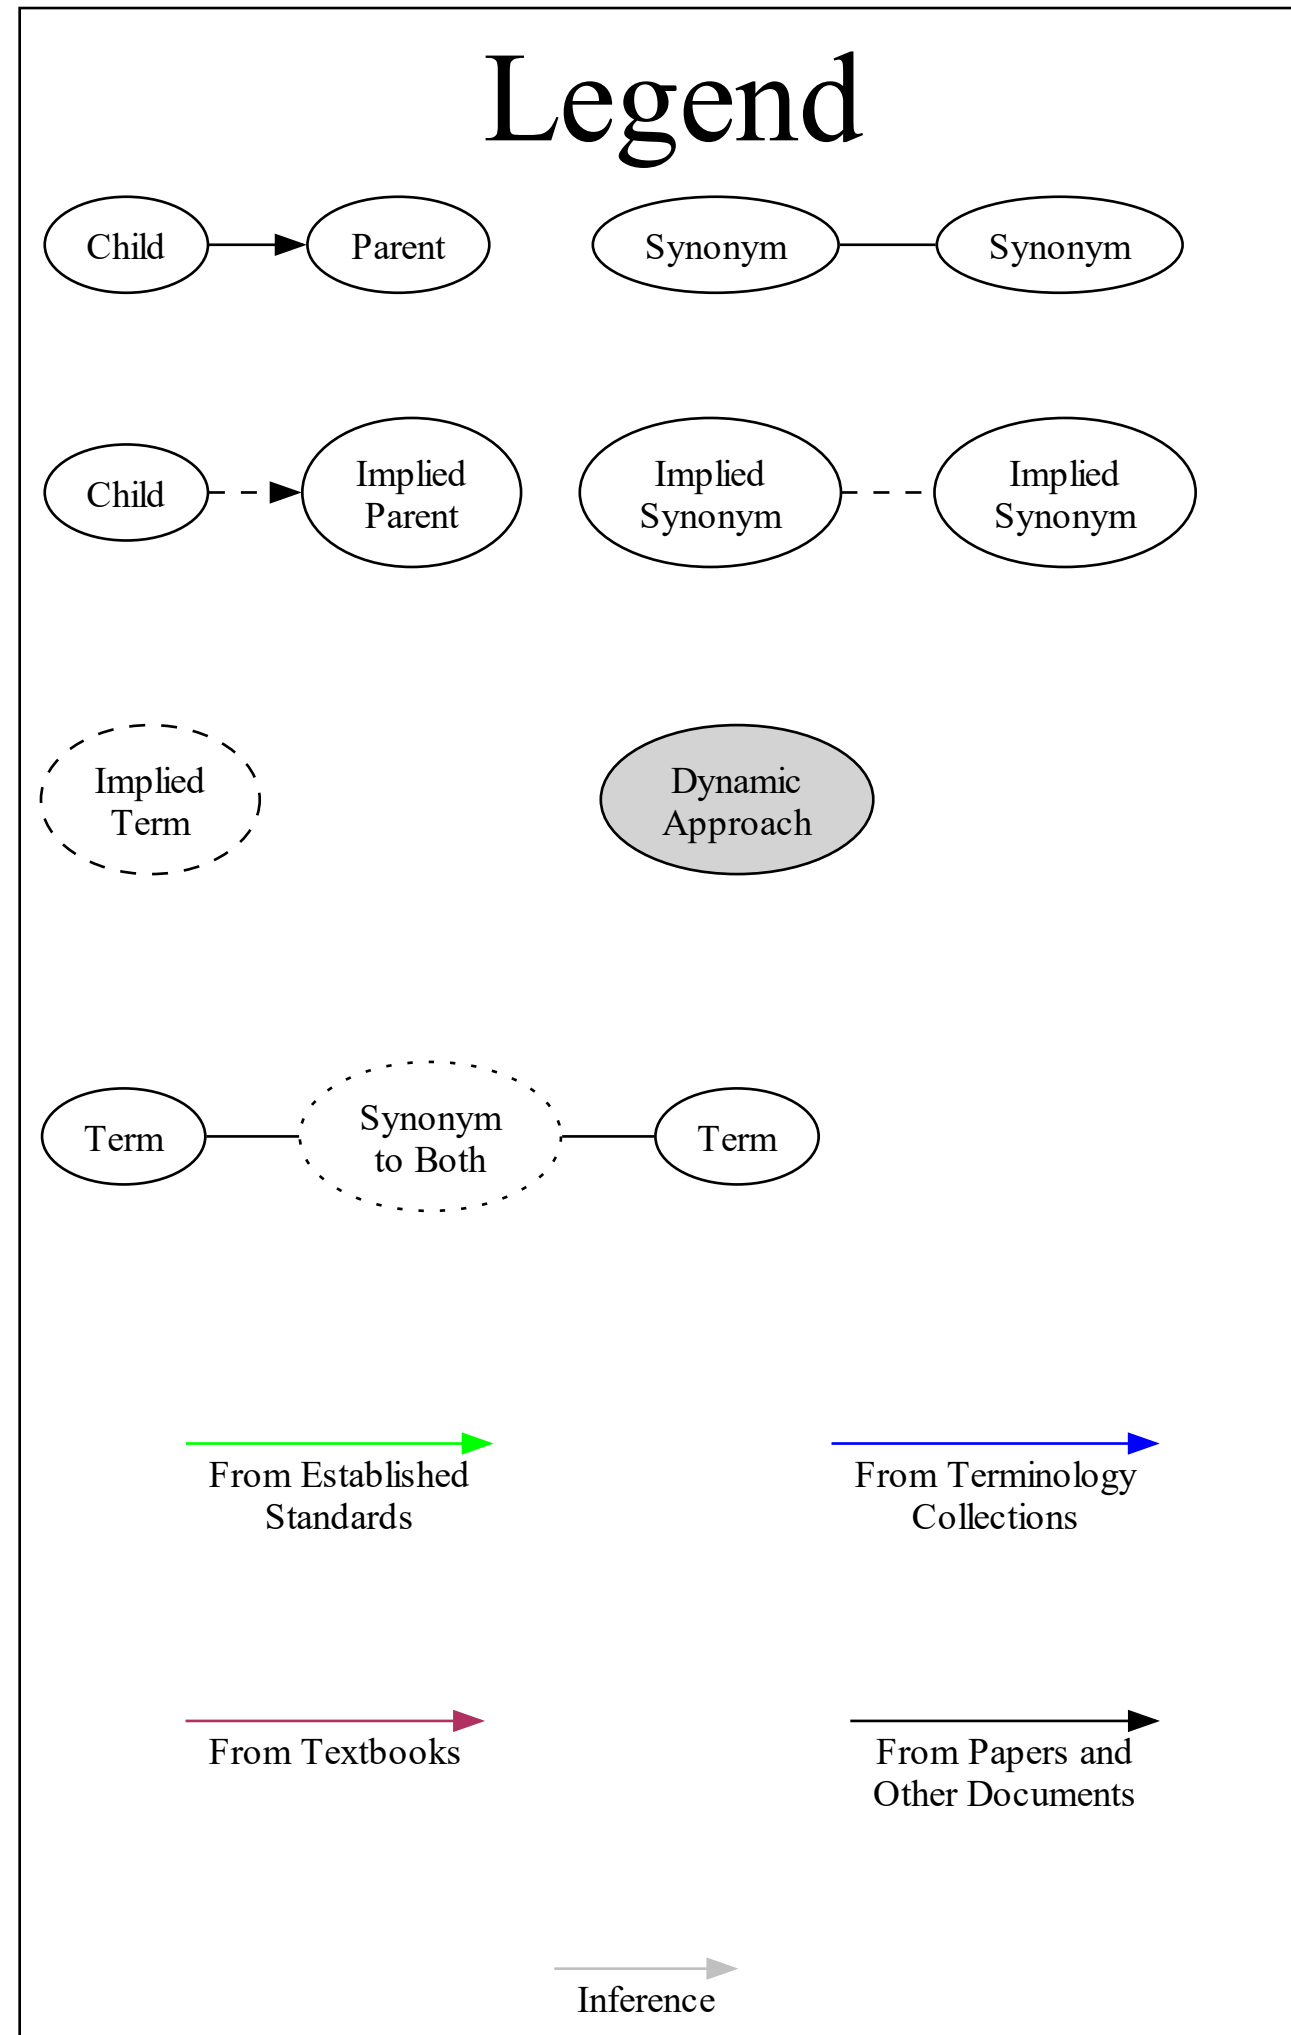 Legend
Child
Parent
Synonym
Synonym
Child
Implied
Parent
Implied
Synonym
Implied
Synonym
Implied
Term
Dynamic
Approach
Term
Synonym
to Both
Term
From Established
Standards
From Terminology
Collections
From Textbooks
From Papers and
Other Documents
Inference